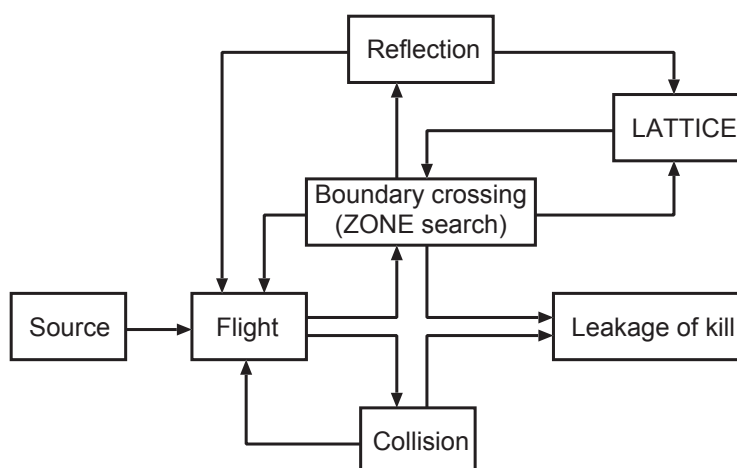 Reflection
LATTICE
Boundary crossing
(ZONE search)
Source
Flight
Leakage of kill
Collision